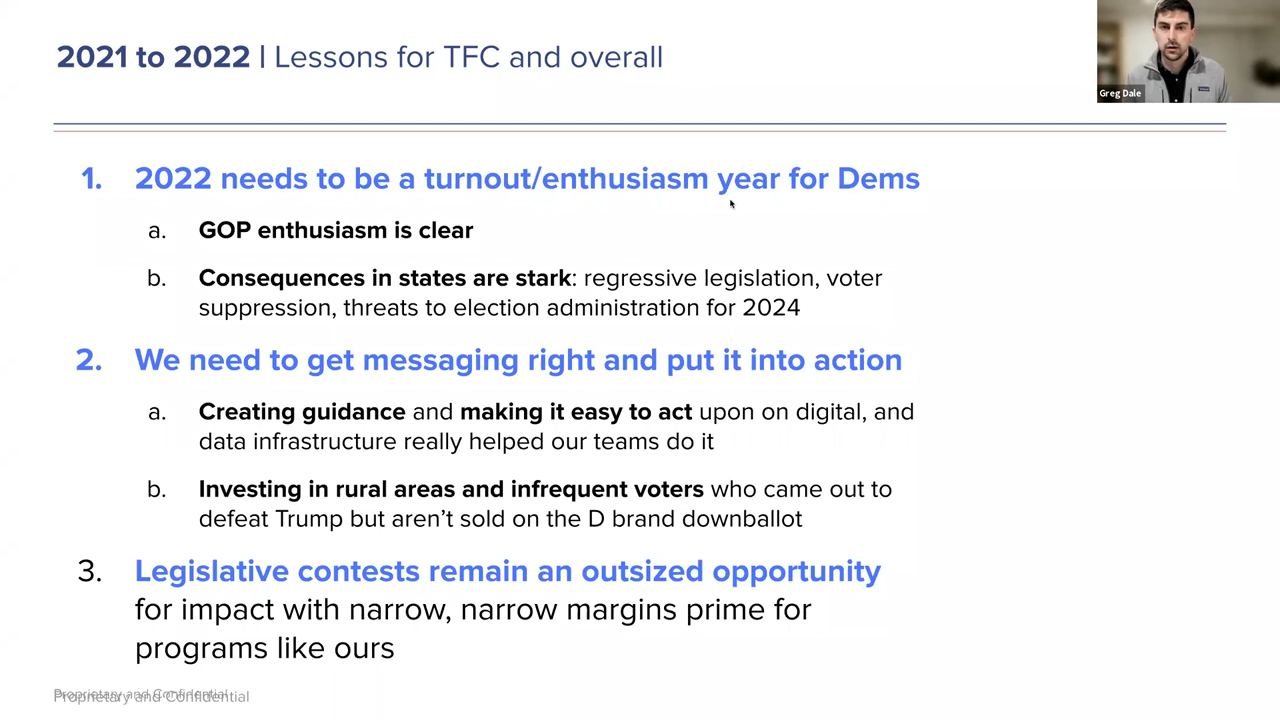 2021 to 2022 | Lessons for TFC and overall
Greg Dale
1. 2022 needs to be a turnout/enthusiasm year for Dems
a. GOP enthusiasm is clear
b. Consequences in states are stark: regressive legislation, voter
suppression, threats to election administration for 2024
2. We need to get messaging right and put it into action
a. Creating guidance and making it easy to act upon on digital, and
data infrastructure really helped our teams do it
b. Investing in rural areas and infrequent voters who came out to
defeat Trump but aren’t sold on the D brand downballot
3. Legislative contests remain an outsized opportunity
for impact with narrow, narrow margins prime for
programs like ours
Proprietary and Confidential
Proprietary and Confidential